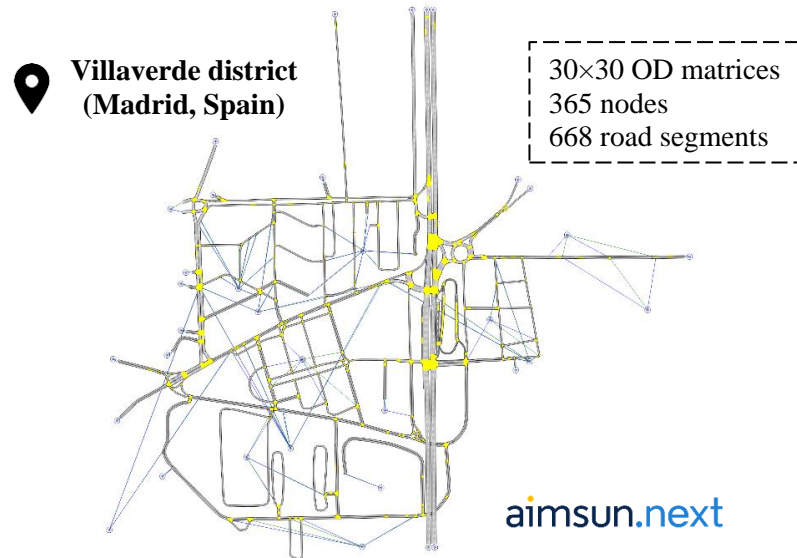 Villaverde district
(Madrid, Spain)
30×30 OD matrices
365 nodes
668 road segments
aimsun.next